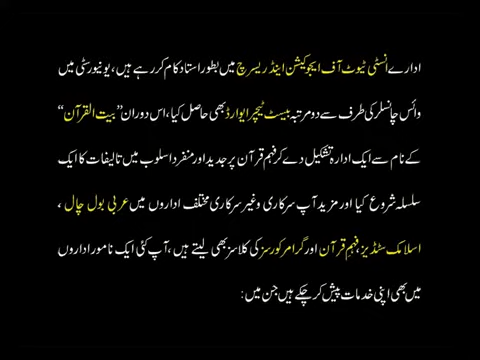 ادارے انسٹی ٹیوٹ آف ایجوکیشن اینڈ ریسرچ میں بطور استاد کام کر رہے ہیں، یونیورسٹی میں
وائس چانسلر کی طرف سے دو مرتبہ بیسٹ ٹیچر ایوارڈ بھی حاصل کیا، اس دوران ”بیت القرآن“
کے نام سے ایک ادارہ تشکیل دے کر فہم قرآن پر جدید اور منفرد اسلوب میں تالیفات کا ایک
سلسلہ شروع کیا اور مزید آپ سرکاری و غیر سرکاری مختلف اداروں میں عربی بول چال ،
اسلامک سٹڈیز، فہم قرآن اور گرامر کورسز کی کلاسز بھی لیتے ہیں، آپ کئی ایک نامور اداروں
میں بھی اپنی خدمات پیش کر چکے ہیں جن میں: